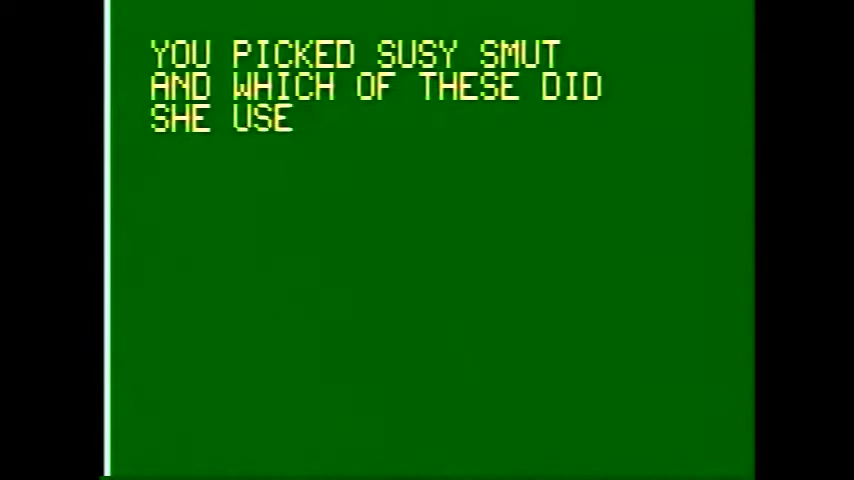 YOU PICKED SUSY SMUT
AND WHICH OF THESE DID
SHE USE